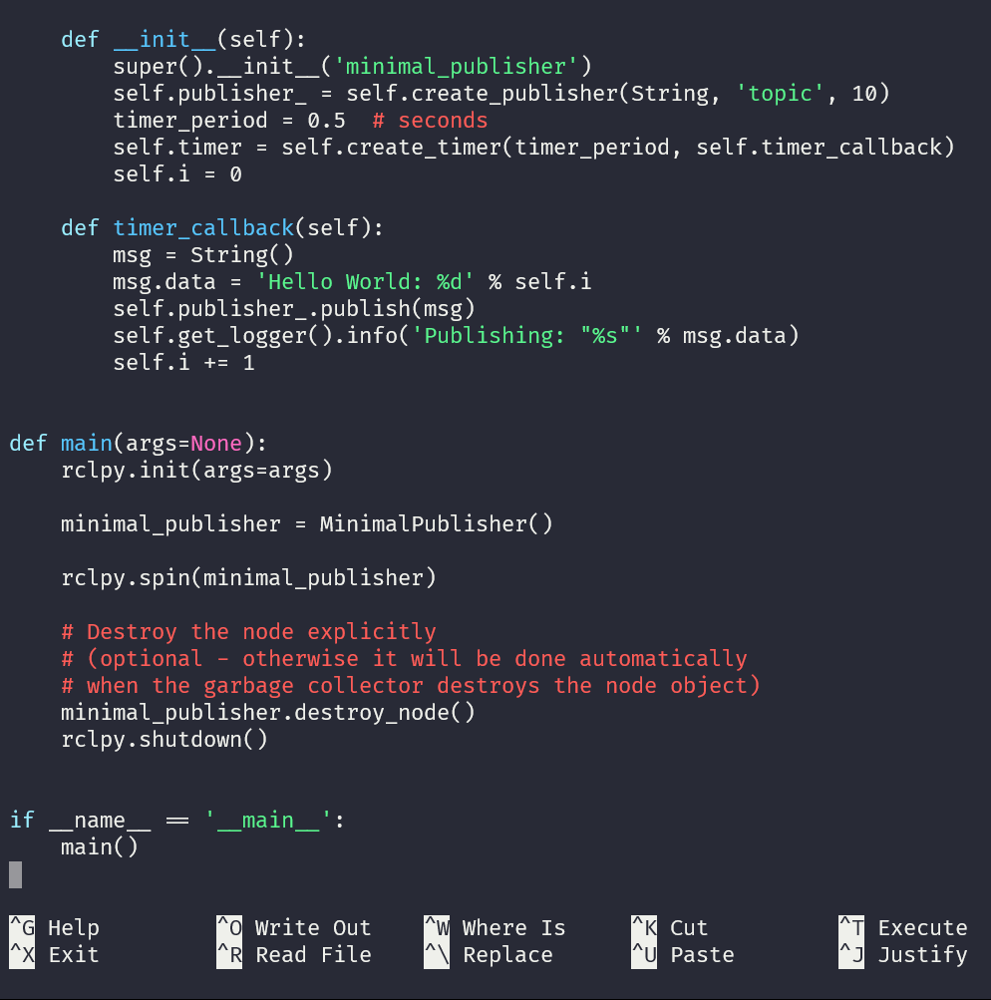 def __init__(self):
super().__init__('minimal_publisher')
self.publisher_ = self.create_publisher(String, 'topic', 10)
timer_period = 0.5  # seconds
self.timer = self.create_timer(timer_period, self.timer_callback)
self.i = 0
def timer_callback(self):
msg = String()
msg.data = 'Hello World: %d' % self.i
self.publisher_.publish(msg)
self.get_logger().info('Publishing: "%s"' % msg.data)
self.i += 1
def main(args=None):
rclpy.init(args=args)
minimal_publisher = MinimalPublisher()
rclpy.spin(minimal_publisher)
# Destroy the node explicitly
# (optional - otherwise it will be done automatically
# when the garbage collector destroys the node object)
minimal_publisher.destroy_node()
rclpy.shutdown()
if __name__ == '__main__':
main()
^G Help ^O Write Out ^W Where Is ^K Cut ^T Execute
^X Exit ^R Read File ^\ Replace ^U Paste ^J Justify